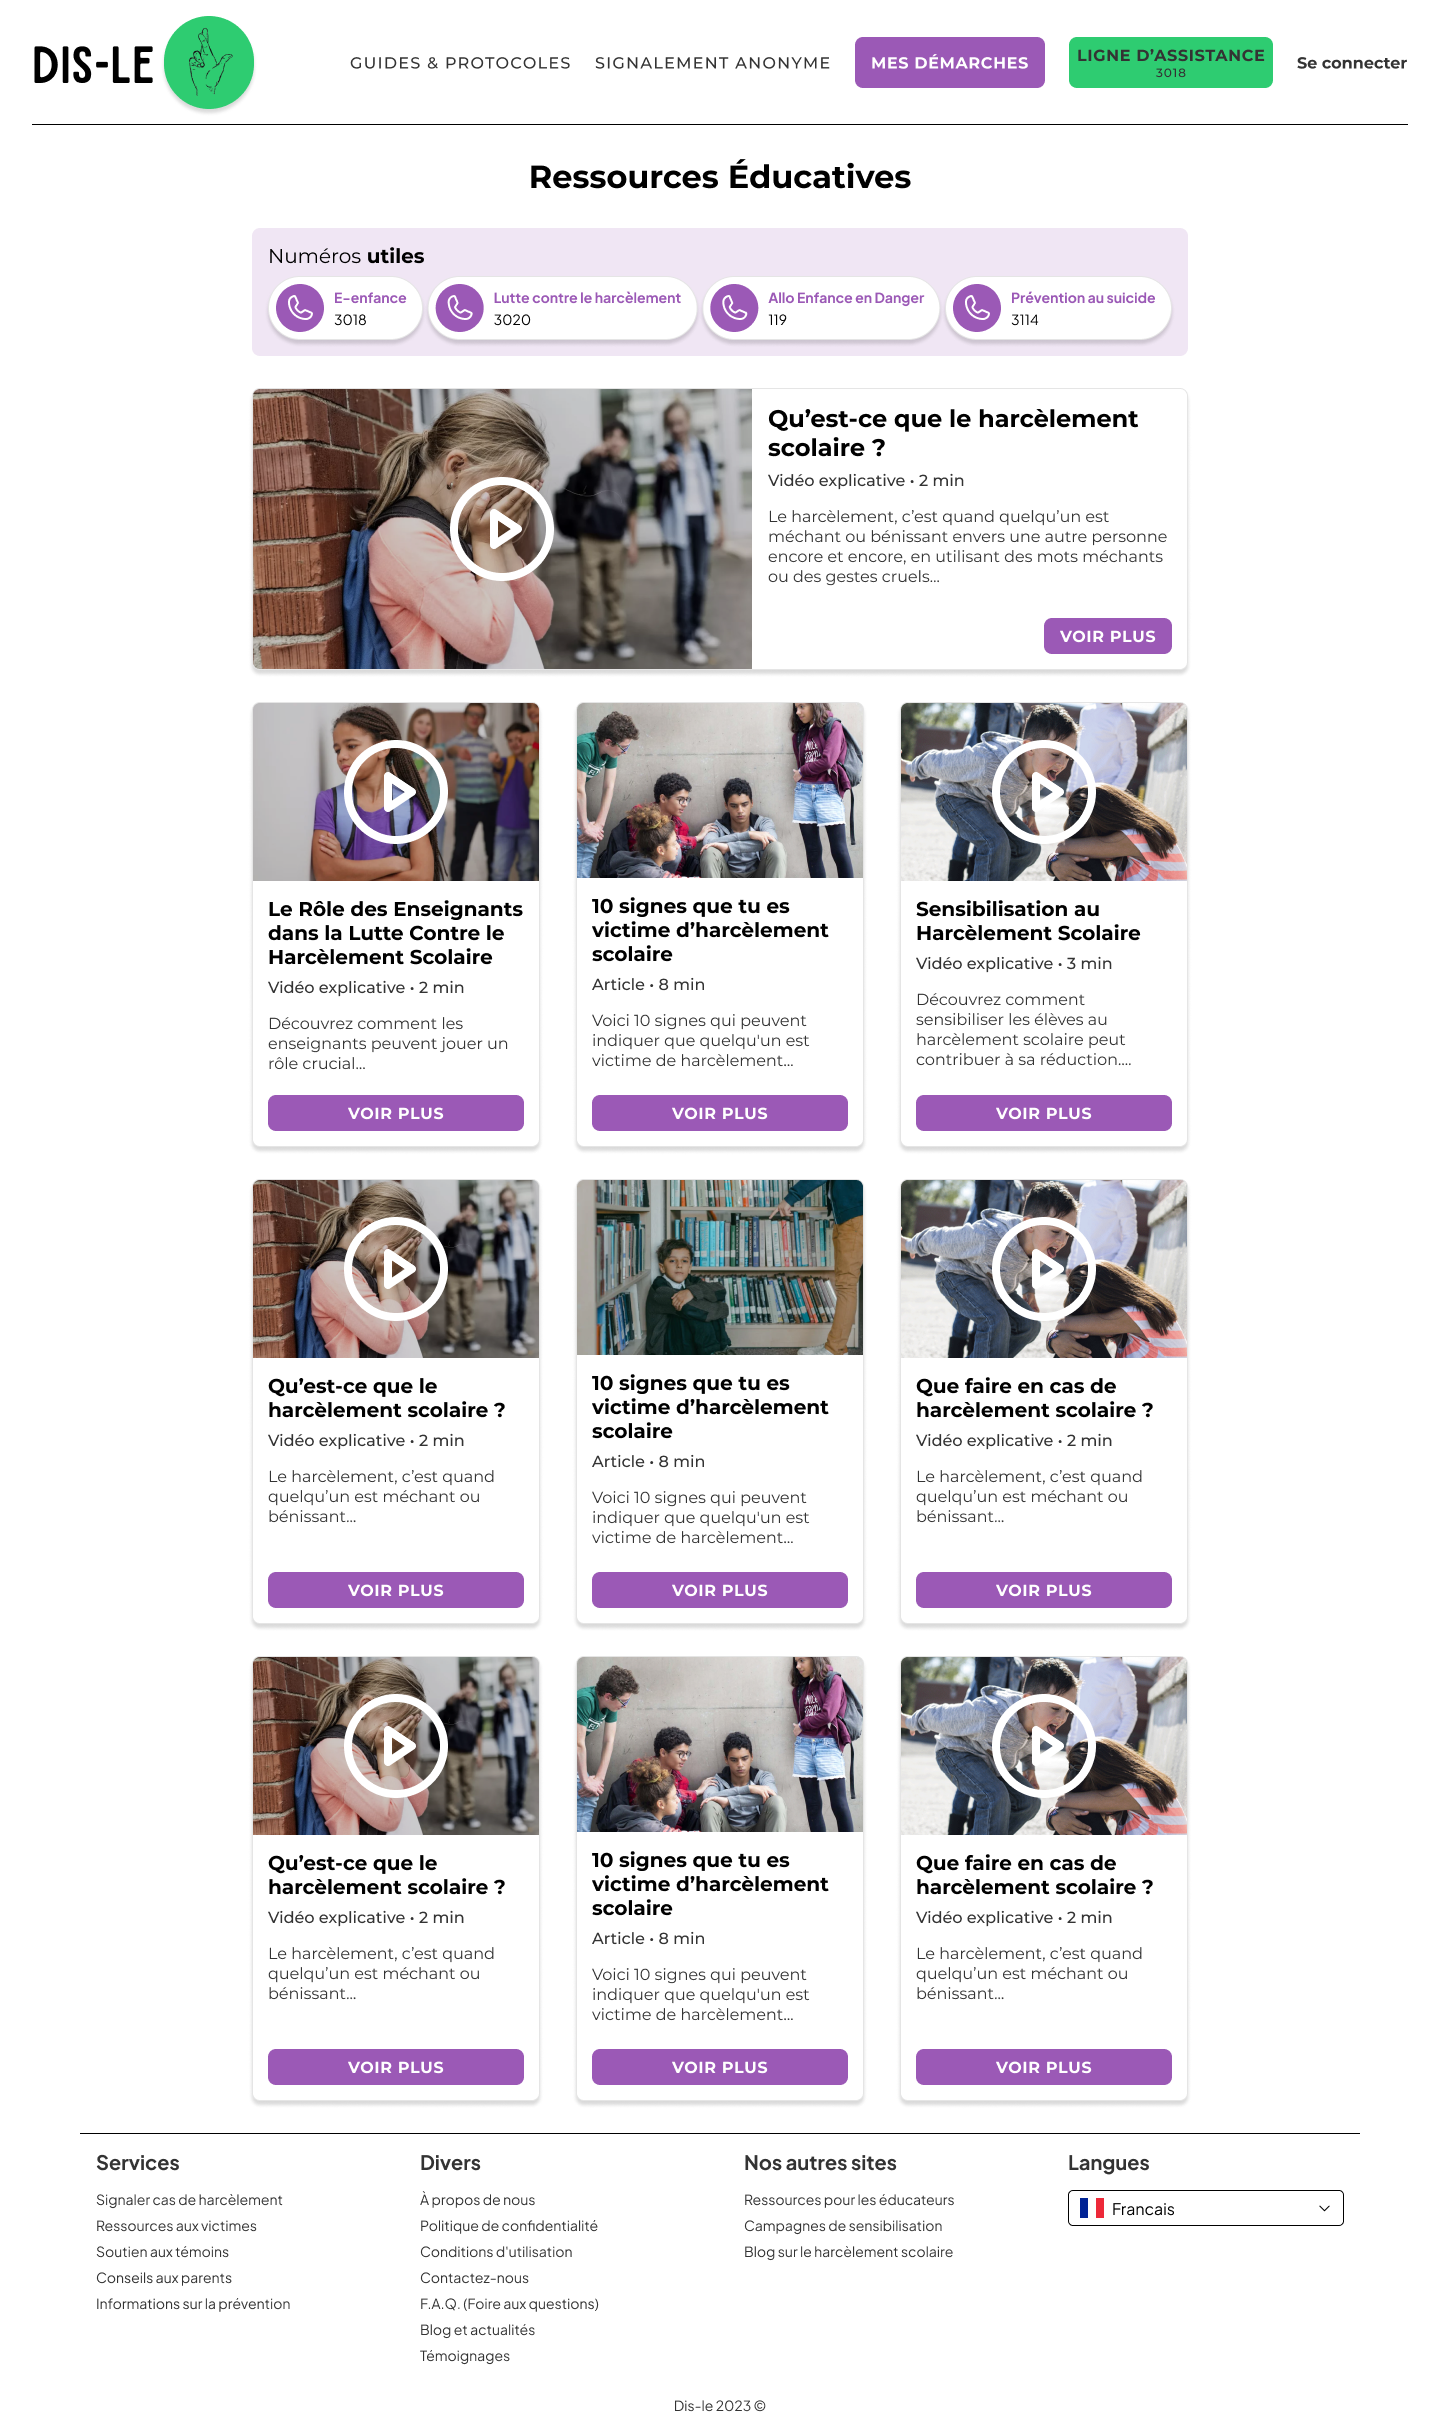 DIS-LE
GUIDES & PROTOCOLES
SIGNALEMENT ANONYME
MES DÉMARCHES
LIGNE D’ASSISTANCE
3018
Se connecter
Ressources Éducatives
Numéros utiles
E-enfance
3018
Lutte contre le harcèlement
3020
Allo Enfance en Danger
119
Prévention au suicide
3114
Qu’est-ce que le harcèlement
scolaire ?
Vidéo explicative • 2 min
Le harcèlement, c’est quand quelqu’un est
méchant ou bénissant envers une autre personne
encore et encore, en utilisant des mots méchants
ou des gestes cruels...
VOIR PLUS
Le Rôle des Enseignants
dans la Lutte Contre le
Harcèlement Scolaire
Vidéo explicative • 2 min
Découvrez comment les
enseignants peuvent jouer un
rôle crucial...
VOIR PLUS
10 signes que tu es
victime d’harcèlement
scolaire
Article • 8 min
Voici 10 signes qui peuvent
indiquer que quelqu'un est
victime de harcèlement...
VOIR PLUS
Sensibilisation au
Harcèlement Scolaire
Vidéo explicative • 3 min
Découvrez comment
sensibiliser les élèves au
harcèlement scolaire peut
contribuer à sa réduction....
VOIR PLUS
Qu’est-ce que le
harcèlement scolaire ?
Vidéo explicative • 2 min
Le harcèlement, c’est quand
quelqu’un est méchant ou
bénissant...
VOIR PLUS
10 signes que tu es
victime d’harcèlement
scolaire
Article • 8 min
Voici 10 signes qui peuvent
indiquer que quelqu'un est
victime de harcèlement...
VOIR PLUS
Que faire en cas de
harcèlement scolaire ?
Vidéo explicative • 2 min
Le harcèlement, c’est quand
quelqu’un est méchant ou
bénissant...
VOIR PLUS
Qu’est-ce que le
harcèlement scolaire ?
Vidéo explicative • 2 min
Le harcèlement, c’est quand
quelqu’un est méchant ou
bénissant...
VOIR PLUS
10 signes que tu es
victime d’harcèlement
scolaire
Article • 8 min
Voici 10 signes qui peuvent
indiquer que quelqu'un est
victime de harcèlement...
VOIR PLUS
Que faire en cas de
harcèlement scolaire ?
Vidéo explicative • 2 min
Le harcèlement, c’est quand
quelqu’un est méchant ou
bénissant...
VOIR PLUS
Services
Signaler cas de harcèlement
Ressources aux victimes
Soutien aux témoins
Conseils aux parents
Informations sur la prévention
Divers
À propos de nous
Politique de confidentialité
Conditions d'utilisation
Contactez-nous
F.A.Q. (Foire aux questions)
Blog et actualités
Témoignages
Nos autres sites
Ressources pour les éducateurs
Campagnes de sensibilisation
Blog sur le harcèlement scolaire
Langues
Francais
Dis-le 2023 ©